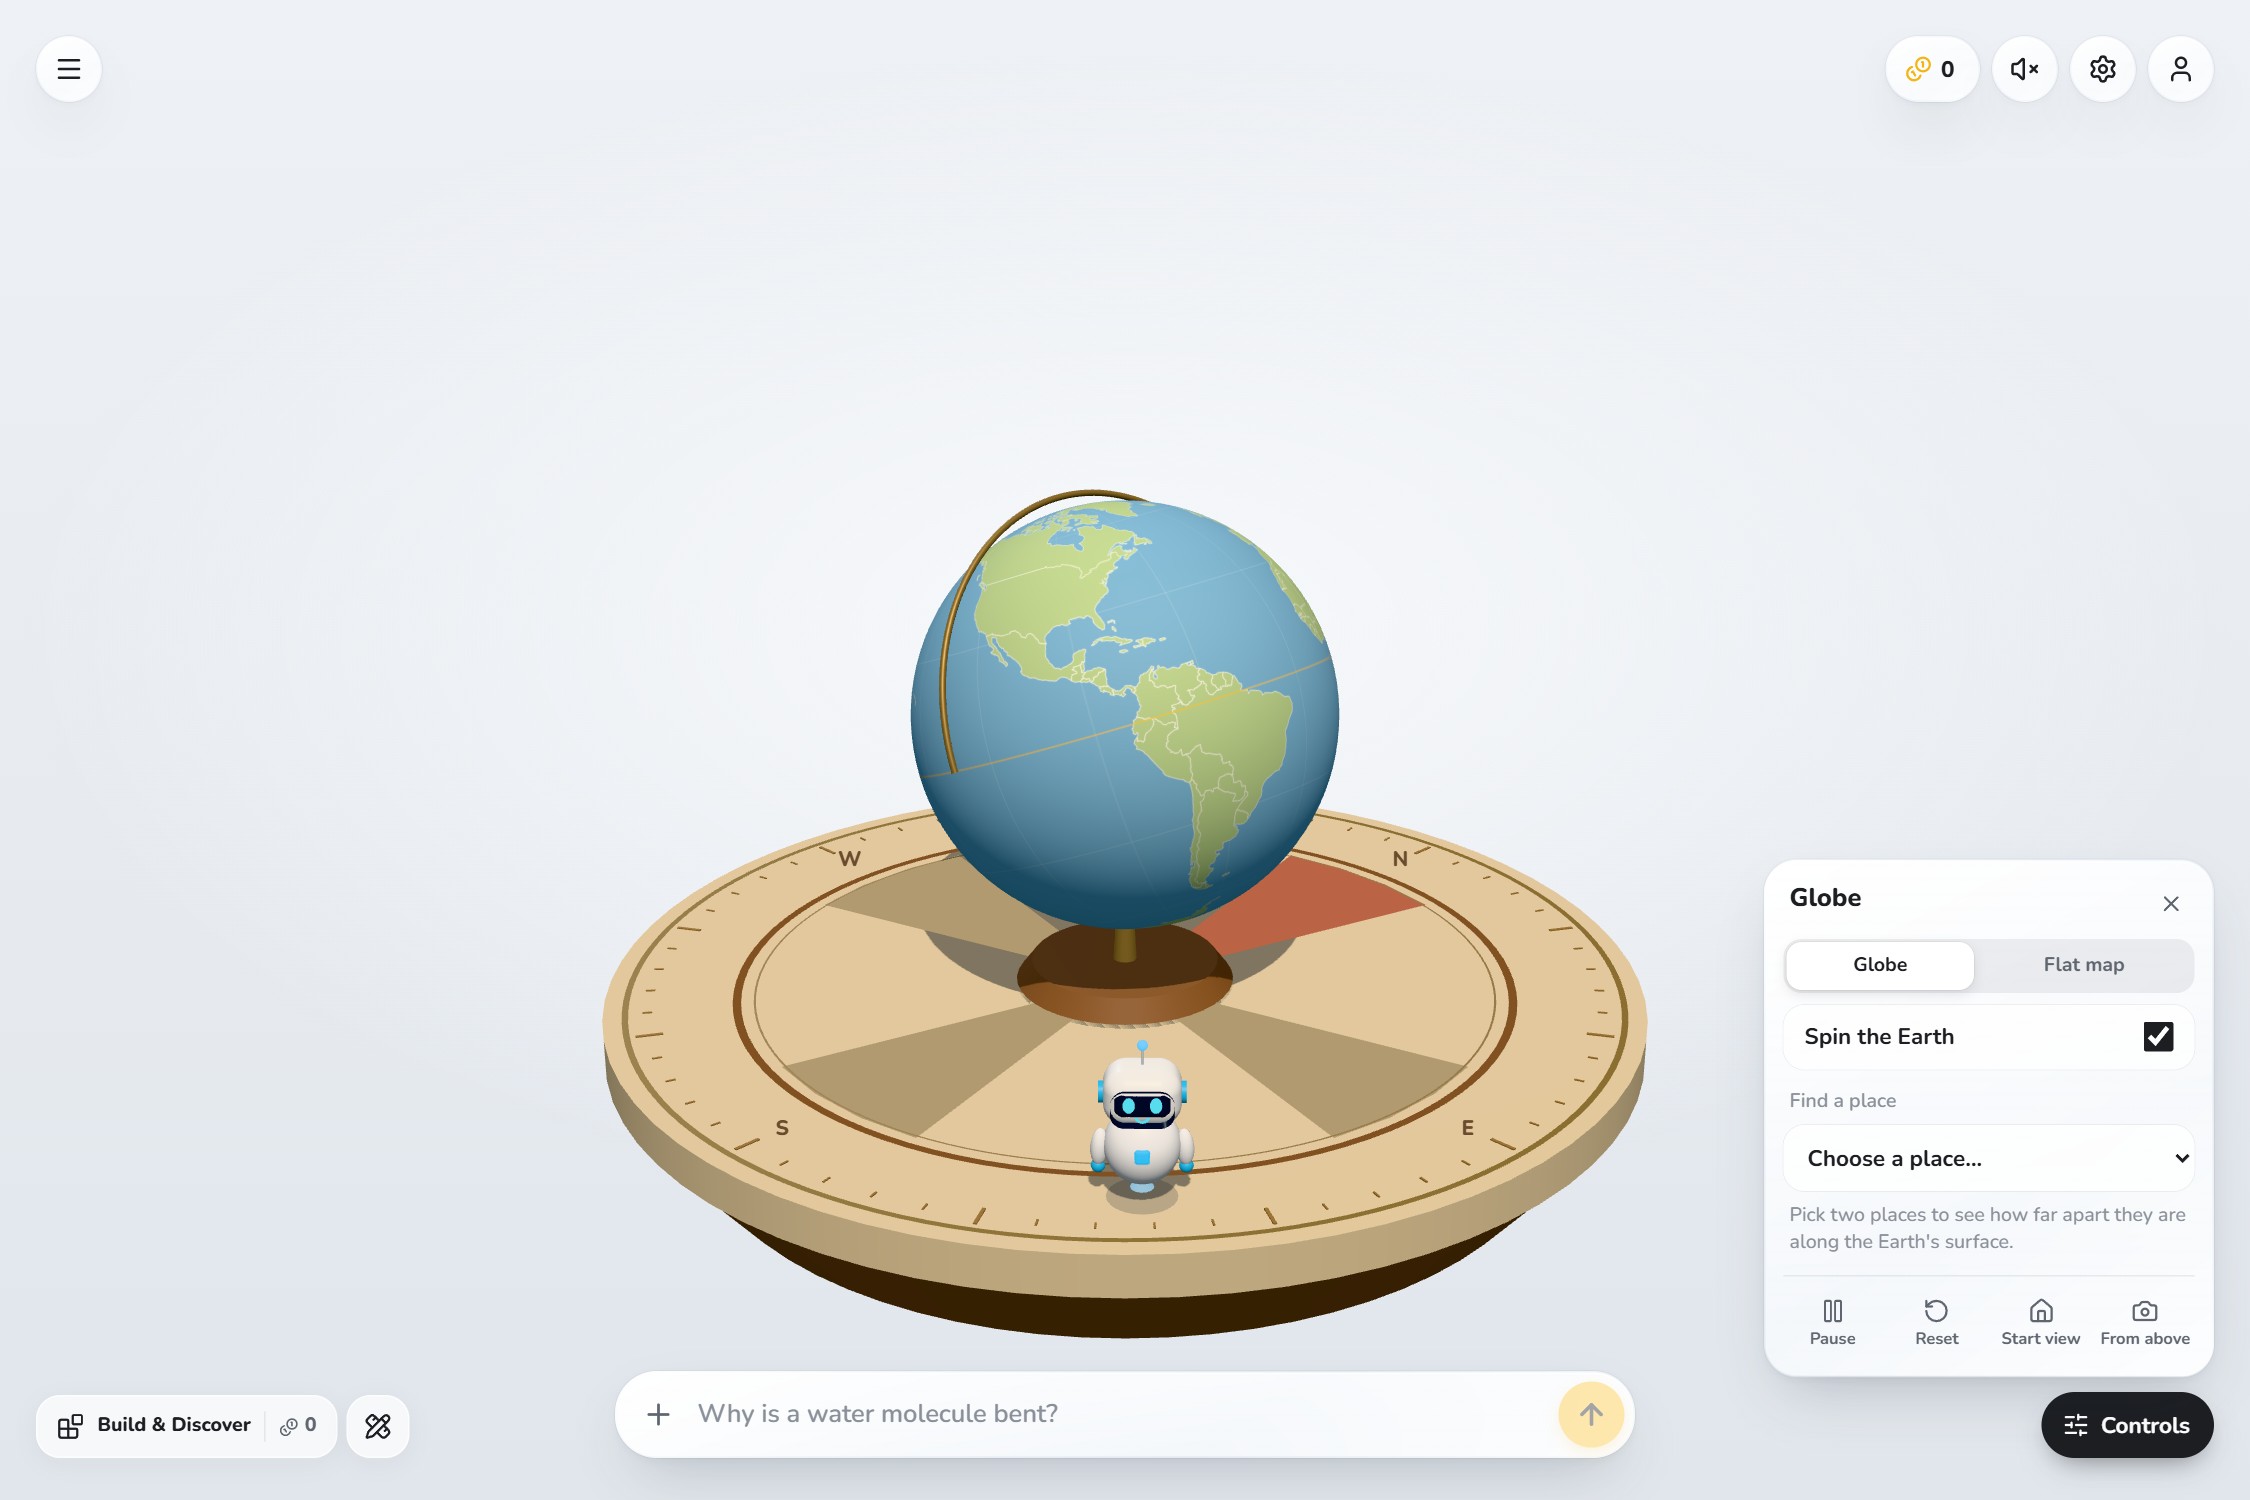 0
W
N
S
E
Globe
Globe
Flat map
Spin the Earth
Find a place
Choose a place...
Pick two places to see how far apart they are
along the Earth's surface.
Pause
Reset
Start view
From above
Build & Discover
0
Why is a water molecule bent?
Controls